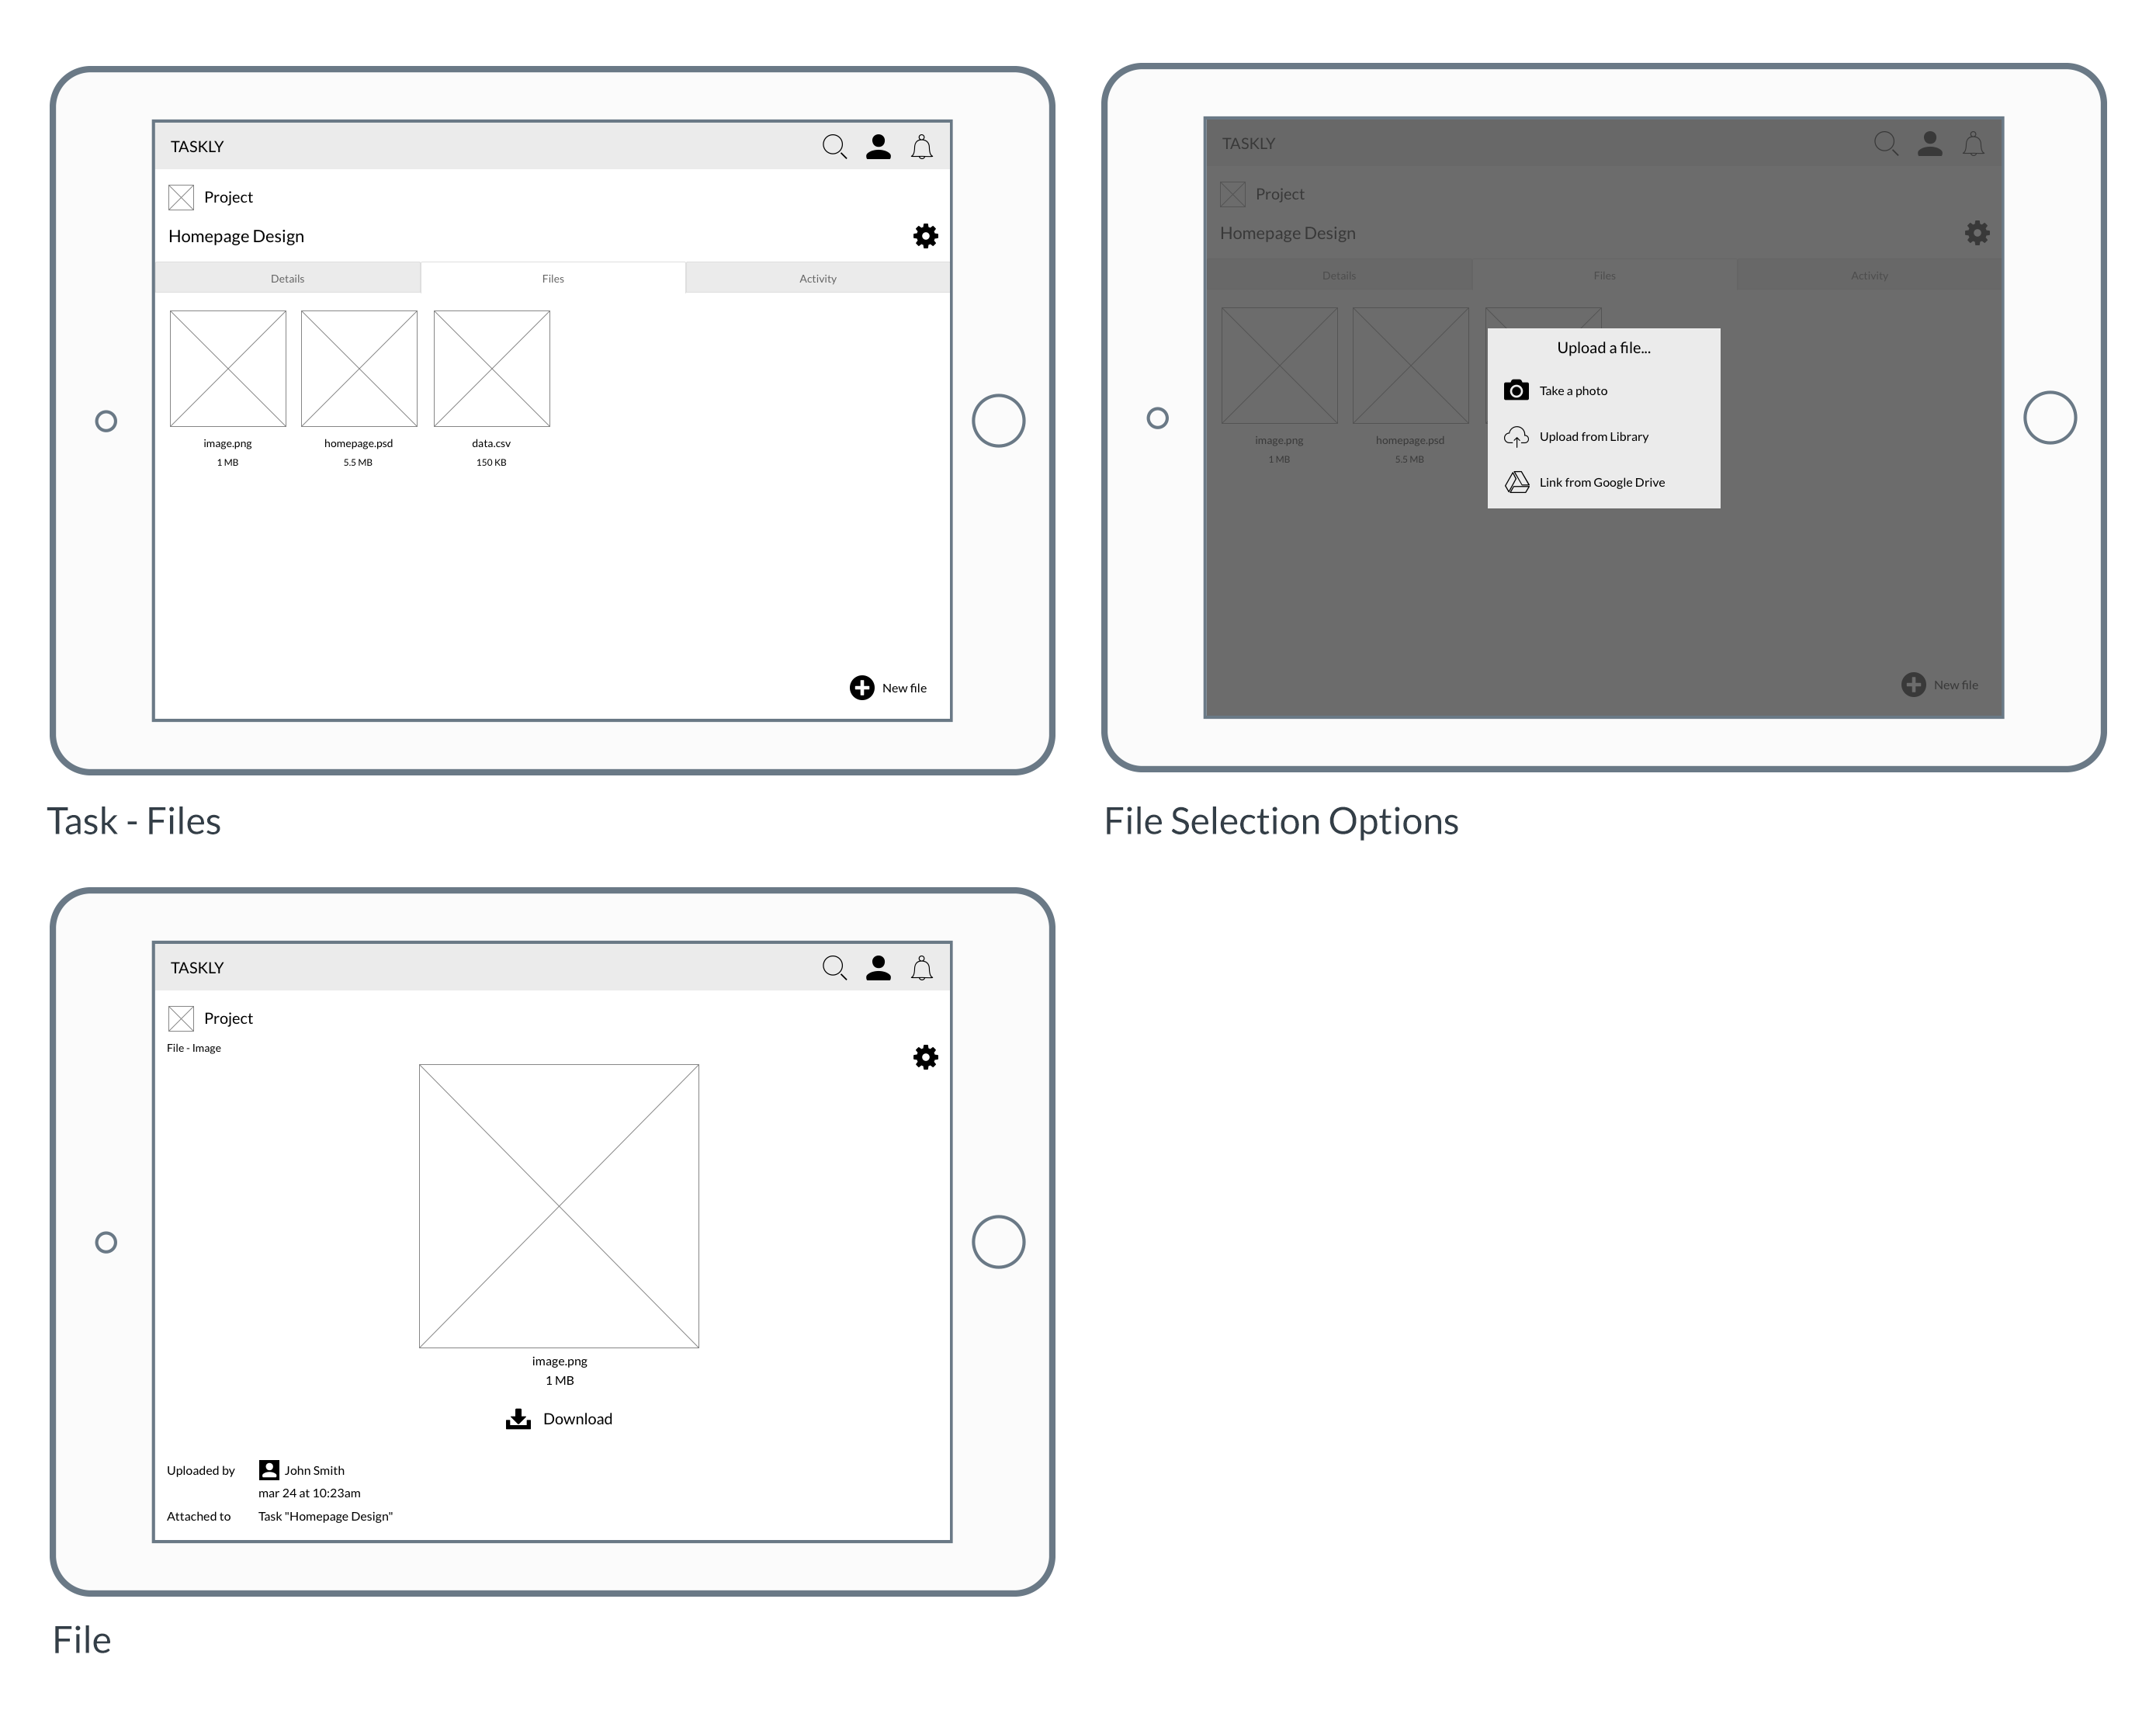 TASKLY
Project
Homepage Design
Details Files Activity
image.png homepage.psd data.csv
1 MB 5.5 MB 150 KB
New file
Task - Files
TASKLY
Project
Homepage Design
Details Files Activity
Upload a file...
Take a photo
Upload from Library
Link from Google Drive
image.png homepage.psd
1 MB 5.5 MB
New file
File Selection Options
TASKLY
Project
File - Image
image.png
1 MB
Download
Uploaded by John Smith
mar 24 at 10:23am
Attached to Task "Homepage Design"
File